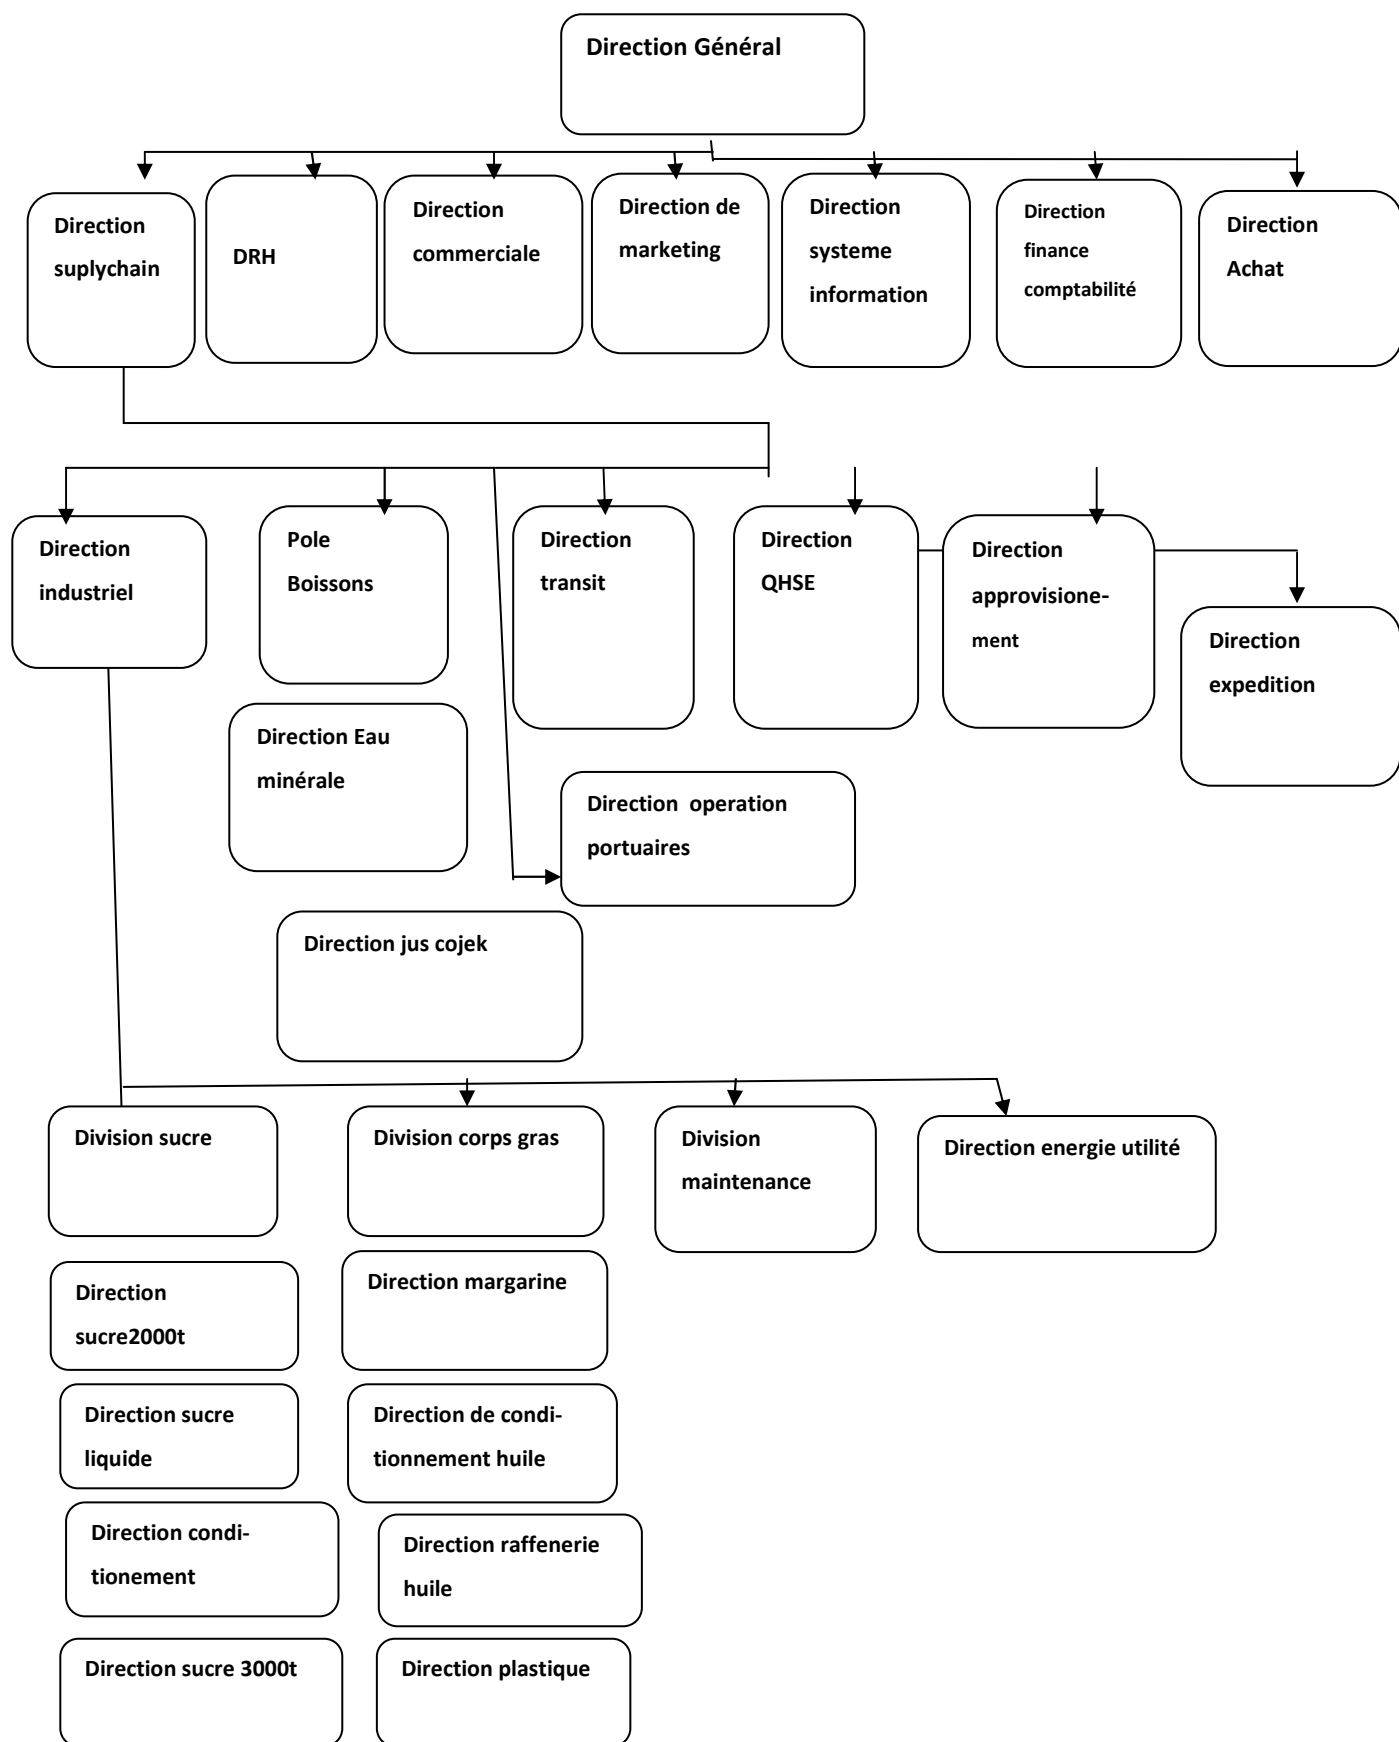 Direction Général
Direction
suplychain
DRH
Direction
commerciale
Direction de
marketing
Direction
systeme
information
Direction
finance
comptabilité
Direction
Achat
Direction
industriel
Pole
Boissons
Direction
transit
Direction
QHSE
Direction
approvisione-
ment
Direction
expedition
Direction Eau
minérale
Direction  operation
portuaires
Direction jus cojek
Division sucre
Division corps gras
Division
maintenance
Direction energie utilité
Direction
sucre2000t
Direction margarine
Direction sucre
liquide
Direction de condi-
tionnement huile
Direction condi-
tionement
Direction raffenerie
huile
Direction sucre 3000t
Direction plastique